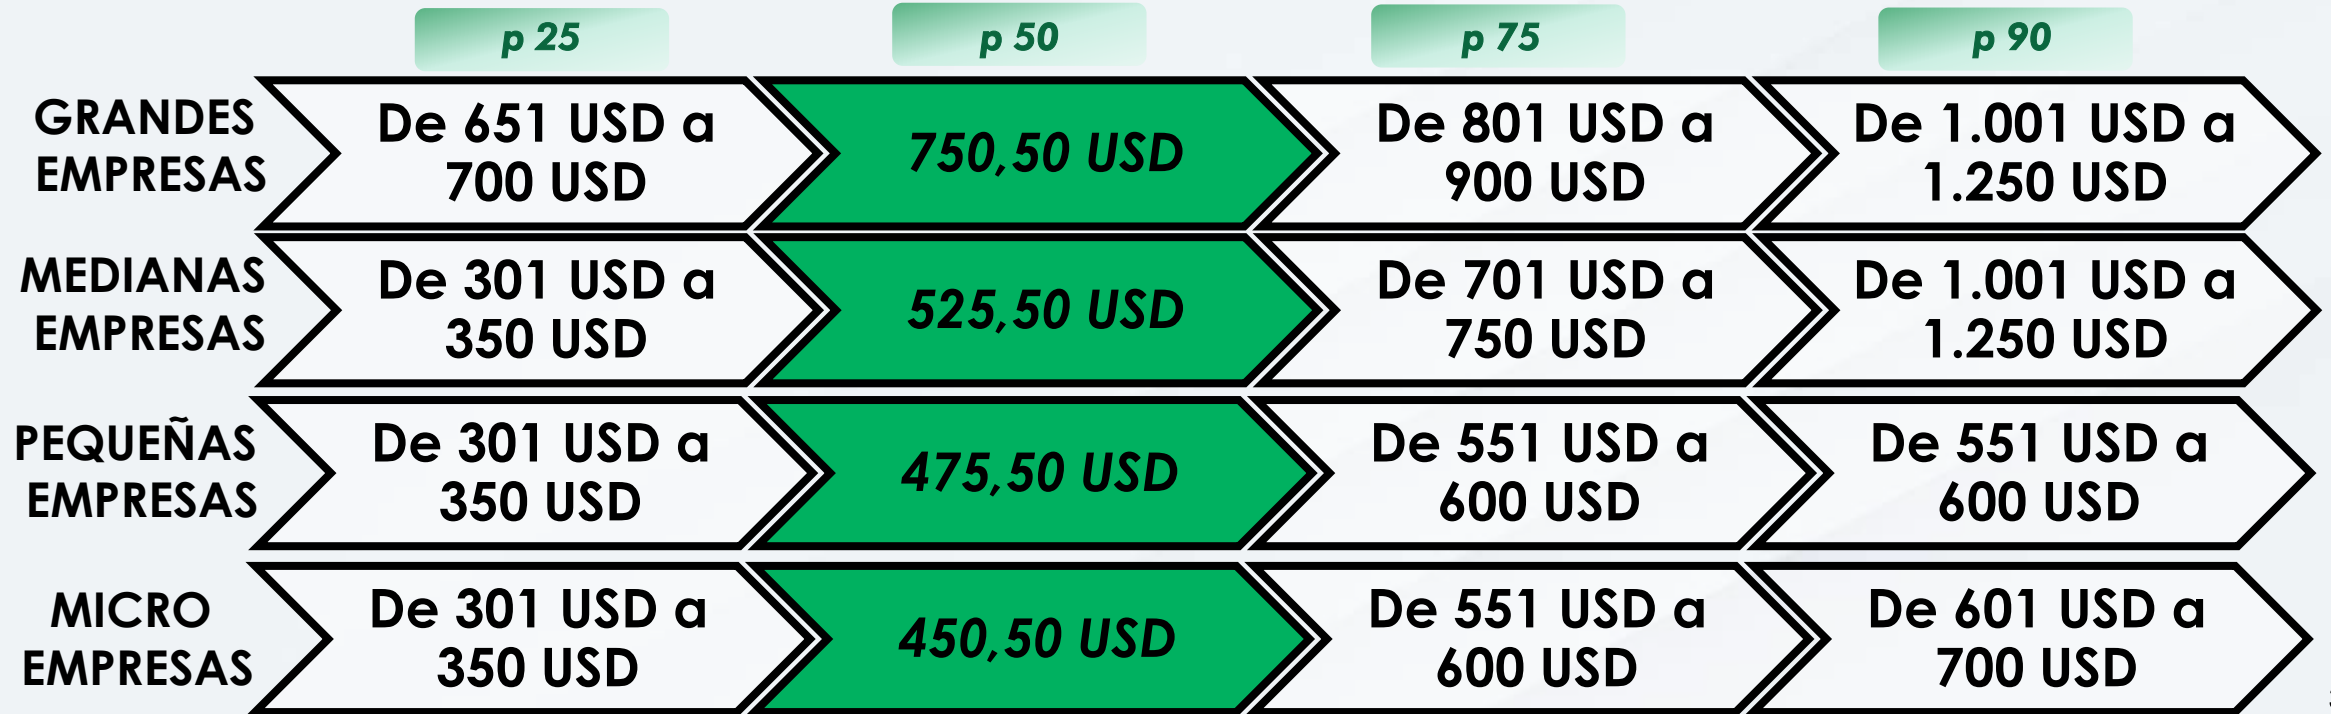 p 25
p 50
p 75
p 90
GRANDES
EMPRESAS
De 651 USD a
700 USD
750,50 USD
De 801 USD a
900 USD
De 1.001 USD a
1.250 USD
MEDIANAS
EMPRESAS
De 301 USD a
350 USD
525,50 USD
De 701 USD a
750 USD
De 1.001 USD a
1.250 USD
PEQUEÑAS
EMPRESAS
De 301 USD a
350 USD
475,50 USD
De 551 USD a
600 USD
De 551 USD a
600 USD
MICRO
EMPRESAS
De 301 USD a
350 USD
450,50 USD
De 551 USD a
600 USD
De 601 USD a
700 USD